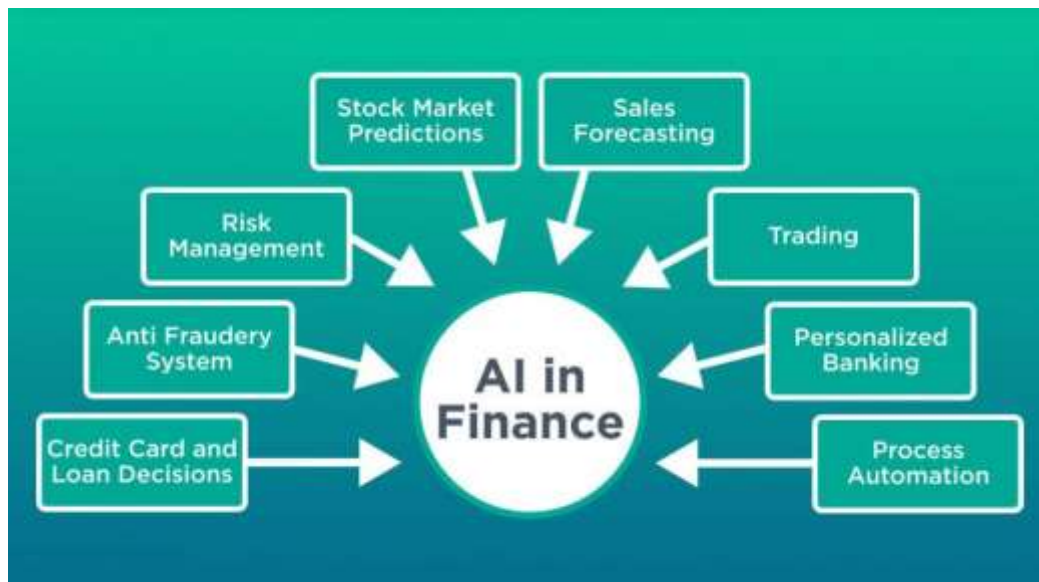 Stock Market
Predictions
Sales
Forecasting
Risk
Management
Trading
Anti Fraudery
System
Personalized
Banking
AI in
Finance
Credit Card and
Loan Decisions
Process
Automation